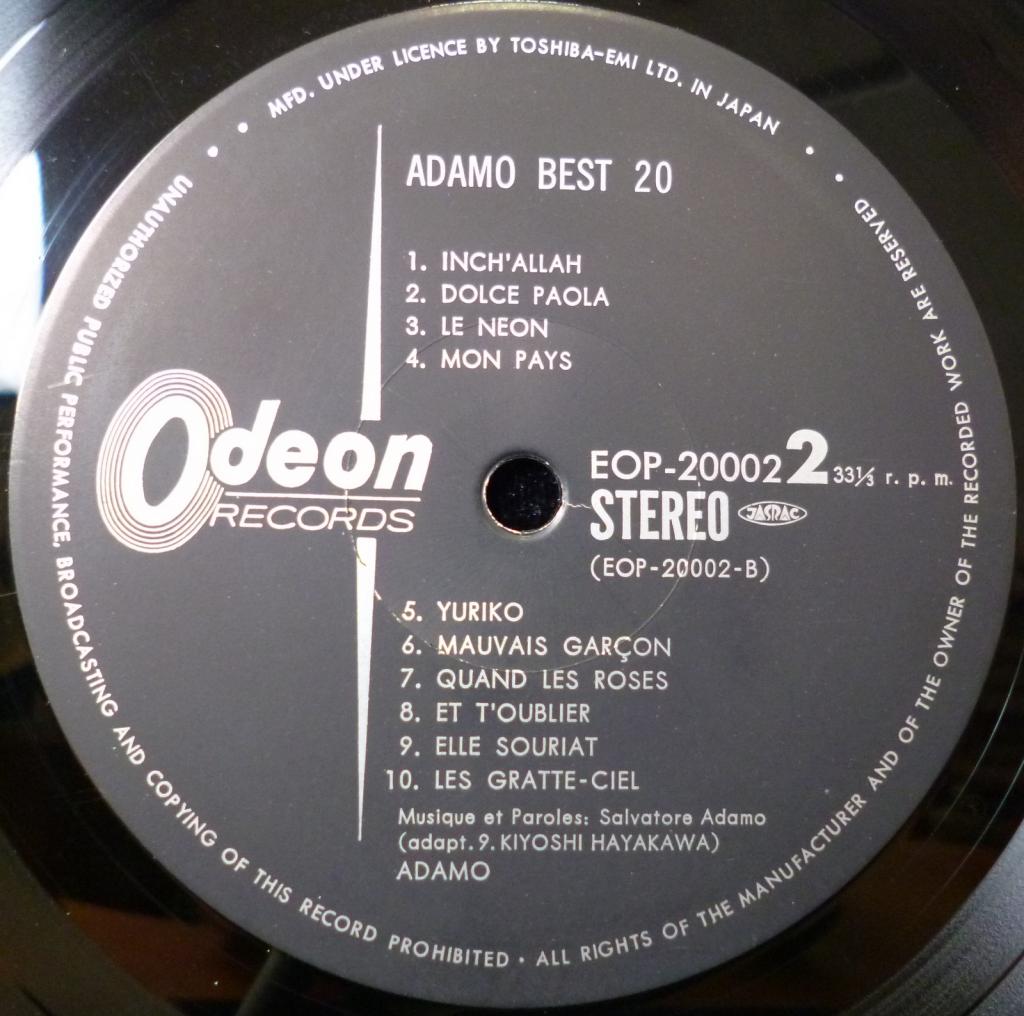 MFD. UNDER LICENCE BY TOSHIBA-EMI LTD. IN JAPAN
ADAMO BEST 20
1. INCH'ALLAH
2. DOLCE PAOLA
3. LE NEON
4. MON PAYS
Odeon
RECORDS
EOP-20002 2 33⅓ r. p. m.
STEREO JASRAC
(EOP-20002-B)
5. YURIKO
6. MAUVAIS GARÇON
7. QUAND LES ROSES
8. ET T'OUBLIER
9. ELLE SOURIAT
10. LES GRATTE-CIEL
Musique et Paroles: Salvatore Adamo
(adapt. 9. KIYOSHI HAYAKAWA)
ADAMO
UNAUTHORIZED PUBLIC PERFORMANCE, BROADCASTING AND COPYING OF THIS RECORD PROHIBITED · ALL RIGHTS OF THE MANUFACTURER AND OF THE OWNER OF THE RECORDED WORK ARE RESERVED